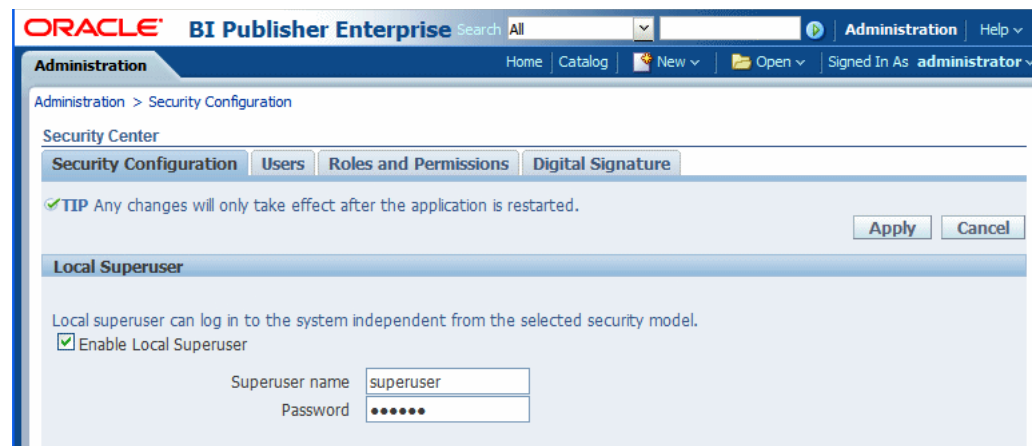 ORACLE BI Publisher Enterprise Search All Administration Help
Administration Home Catalog New Open Signed In As administrator
Administration > Security Configuration
Security Center
Security Configuration Users Roles and Permissions Digital Signature
TIP Any changes will only take effect after the application is restarted.
Apply Cancel
Local Superuser
Local superuser can log in to the system independent from the selected security model.
Enable Local Superuser
Superuser name superuser
Password ••••••